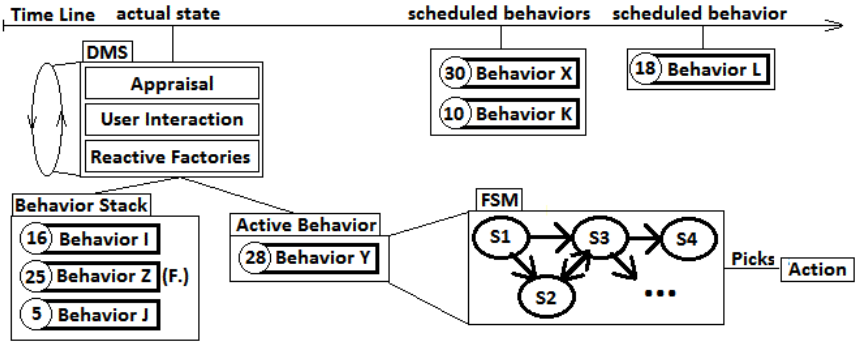 Time Line
actual state
scheduled behaviors
scheduled behavior
DMS
Appraisal
User Interaction
Reactive Factories
30 Behavior X
10 Behavior K
18 Behavior L
Behavior Stack
16 Behavior I
25 Behavior Z (F.)
5 Behavior J
Active Behavior
28 Behavior Y
FSM
S1
S3
S4
S2
...
Picks
Action